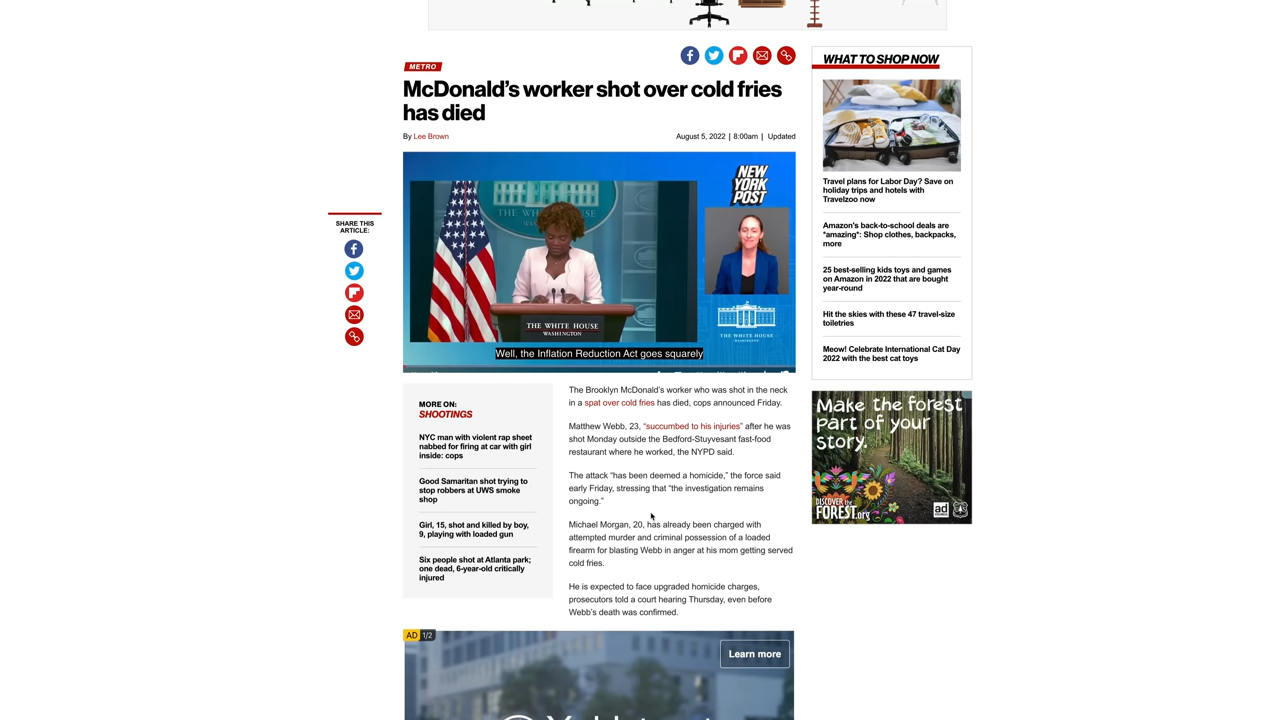 METRO
McDonald's worker shot over cold fries
has died
By Lee Brown
August 5, 2022 | 8:00am | Updated
SHARE THIS
ARTICLE:
NEW
YORK
POST
THE WHITE HOUSE
WASHINGTON
THE WHITE HOUSE
WASHINGTON
Well, the Inflation Reduction Act goes squarely
MORE ON:
SHOOTINGS
NYC man with violent rap sheet
nabbed for firing at car with girl
inside: cops
Good Samaritan shot trying to
stop robbers at UWS smoke
shop
Girl, 15, shot and killed by boy,
9, playing with loaded gun
Six people shot at Atlanta park;
one dead, 6-year-old critically
injured
The Brooklyn McDonald's worker who was shot in the neck
in a spat over cold fries has died, cops announced Friday.
Matthew Webb, 23, “succumbed to his injuries” after he was
shot Monday outside the Bedford-Stuyvesant fast-food
restaurant where he worked, the NYPD said.
The attack “has been deemed a homicide,” the force said
early Friday, stressing that “the investigation remains
ongoing.”
Michael Morgan, 20, has already been charged with
attempted murder and criminal possession of a loaded
firearm for blasting Webb in anger at his mom getting served
cold fries.
He is expected to face upgraded homicide charges,
prosecutors told a court hearing Thursday, even before
Webb's death was confirmed.
AD 1/2
Learn more
WHAT TO SHOP NOW
Travel plans for Labor Day? Save on
holiday trips and hotels with
Travelzoo now
Amazon's back-to-school deals are
*amazing*: Shop clothes, backpacks,
more
25 best-selling kids toys and games
on Amazon in 2022 that are bought
year-round
Hit the skies with these 47 travel-size
toiletries
Meow! Celebrate International Cat Day
2022 with the best cat toys
Make the forest
part of your
story.
DISCOVER the
FOREST.org
ad